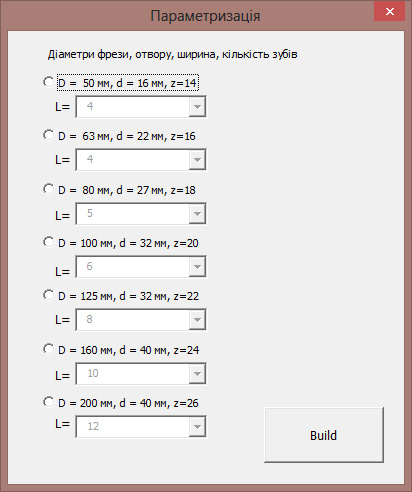 Параметризація
Діаметри фрези, отвору, ширина, кількість зубів
D = 50 мм, d = 16 мм, z=14
L= 4
D = 63 мм, d = 22 мм, z=16
L= 4
D = 80 мм, d = 27 мм, z=18
L= 5
D = 100 мм, d = 32 мм, z=20
L= 6
D = 125 мм, d = 32 мм, z=22
L= 8
D = 160 мм, d = 40 мм, z=24
L= 10
D = 200 мм, d = 40 мм, z=26
L= 12
Build